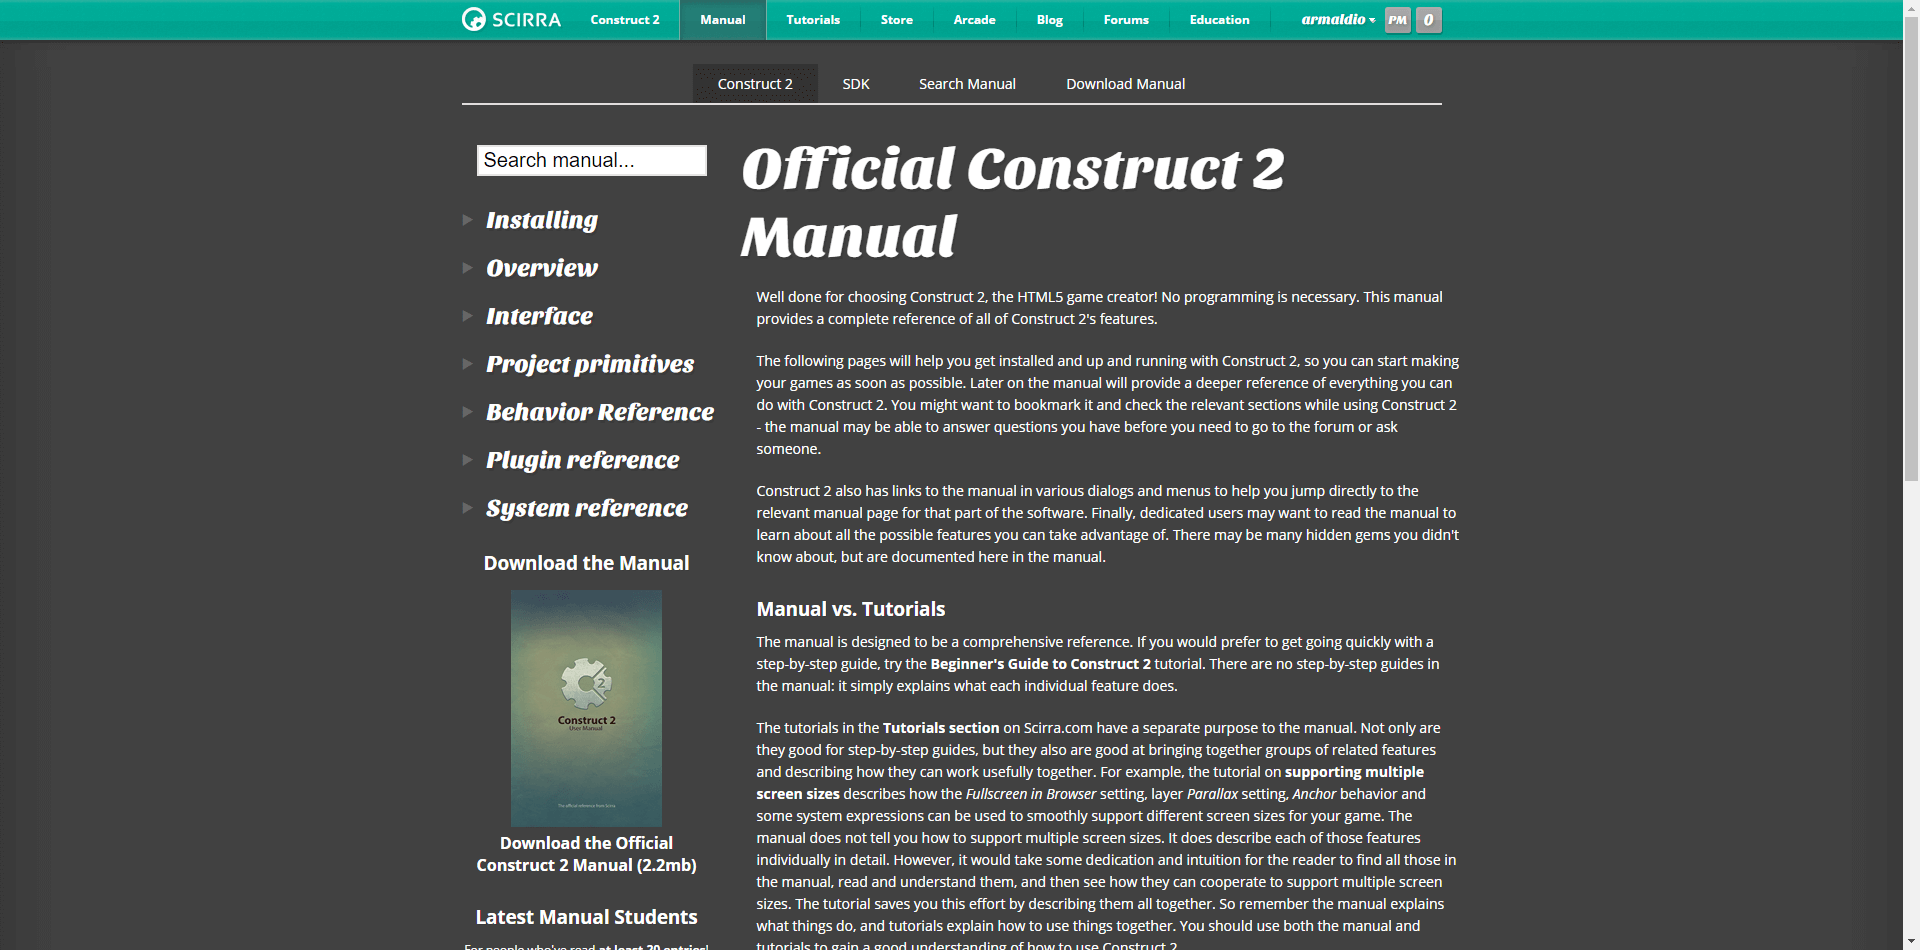 SCIRRA Construct 2 Manual Tutorials Store Arcade Blog Forums Education armaldio PM 0
Construct 2 SDK Search Manual Download Manual
Search manual...
Installing
Overview
Interface
Project primitives
Behavior Reference
Plugin reference
System reference
Download the Manual
2
Construct 2
User Manual
The official reference from Scirra
Download the Official
Construct 2 Manual (2.2mb)
Latest Manual Students
For people who've read at least 20 entries!
Official Construct 2
Manual
Well done for choosing Construct 2, the HTML5 game creator! No programming is necessary. This manual
provides a complete reference of all of Construct 2's features.
The following pages will help you get installed and up and running with Construct 2, so you can start making
your games as soon as possible. Later on the manual will provide a deeper reference of everything you can
do with Construct 2. You might want to bookmark it and check the relevant sections while using Construct 2
- the manual may be able to answer questions you have before you need to go to the forum or ask
someone.
Construct 2 also has links to the manual in various dialogs and menus to help you jump directly to the
relevant manual page for that part of the software. Finally, dedicated users may want to read the manual to
learn about all the possible features you can take advantage of. There may be many hidden gems you didn't
know about, but are documented here in the manual.
Manual vs. Tutorials
The manual is designed to be a comprehensive reference. If you would prefer to get going quickly with a
step-by-step guide, try the Beginner's Guide to Construct 2 tutorial. There are no step-by-step guides in
the manual: it simply explains what each individual feature does.
The tutorials in the Tutorials section on Scirra.com have a separate purpose to the manual. Not only are
they good for step-by-step guides, but they also are good at bringing together groups of related features
and describing how they can work usefully together. For example, the tutorial on supporting multiple
screen sizes describes how the Fullscreen in Browser setting, layer Parallax setting, Anchor behavior and
some system expressions can be used to smoothly support different screen sizes for your game. The
manual does not tell you how to support multiple screen sizes. It does describe each of those features
individually in detail. However, it would take some dedication and intuition for the reader to find all those in
the manual, read and understand them, and then see how they can cooperate to support multiple screen
sizes. The tutorial saves you this effort by describing them all together. So remember the manual explains
what things do, and tutorials explain how to use things together. You should use both the manual and
tutorials to gain a good understanding of how to use Construct 2.